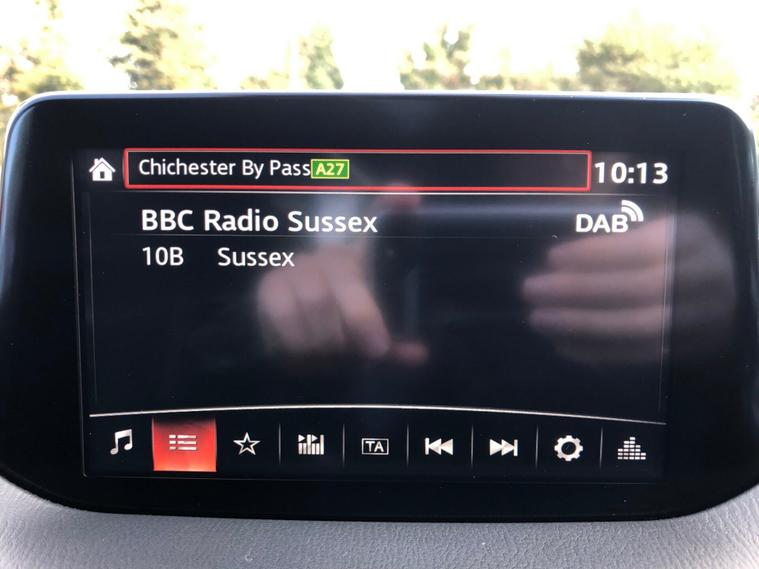 Chichester By Pass A27
10:13
BBC Radio Sussex
DAB
10B Sussex
TA